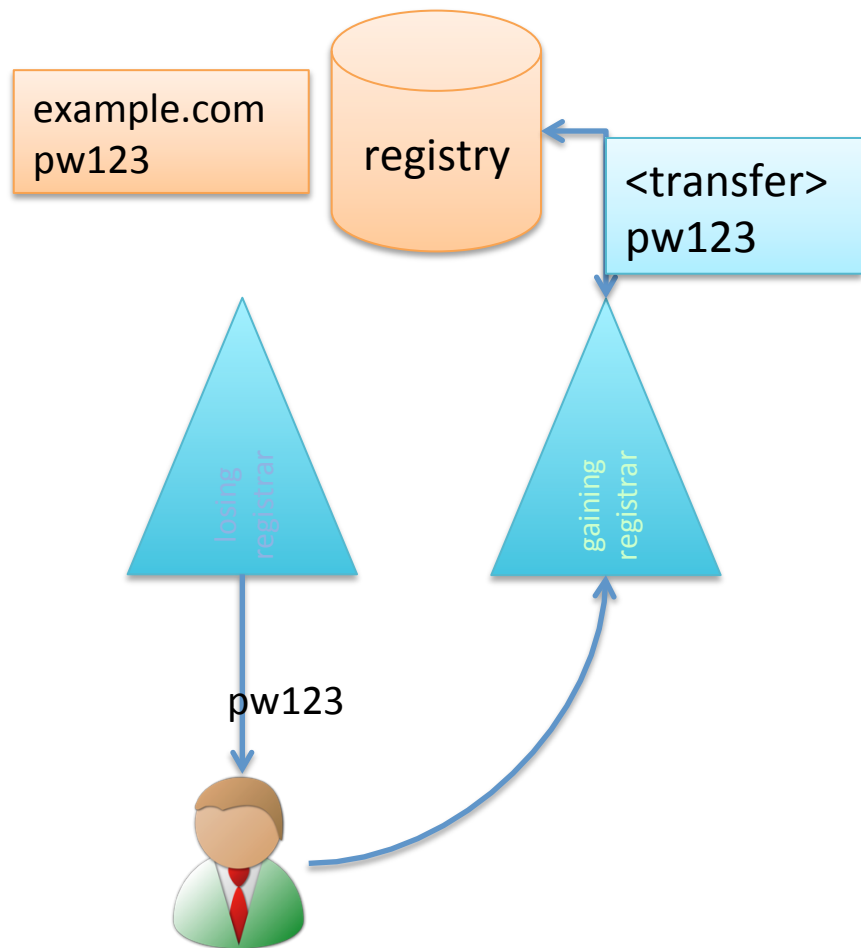 example.com
pw123
registry
<transfer>
pw123
losing
registrar
gaining
registrar
pw123